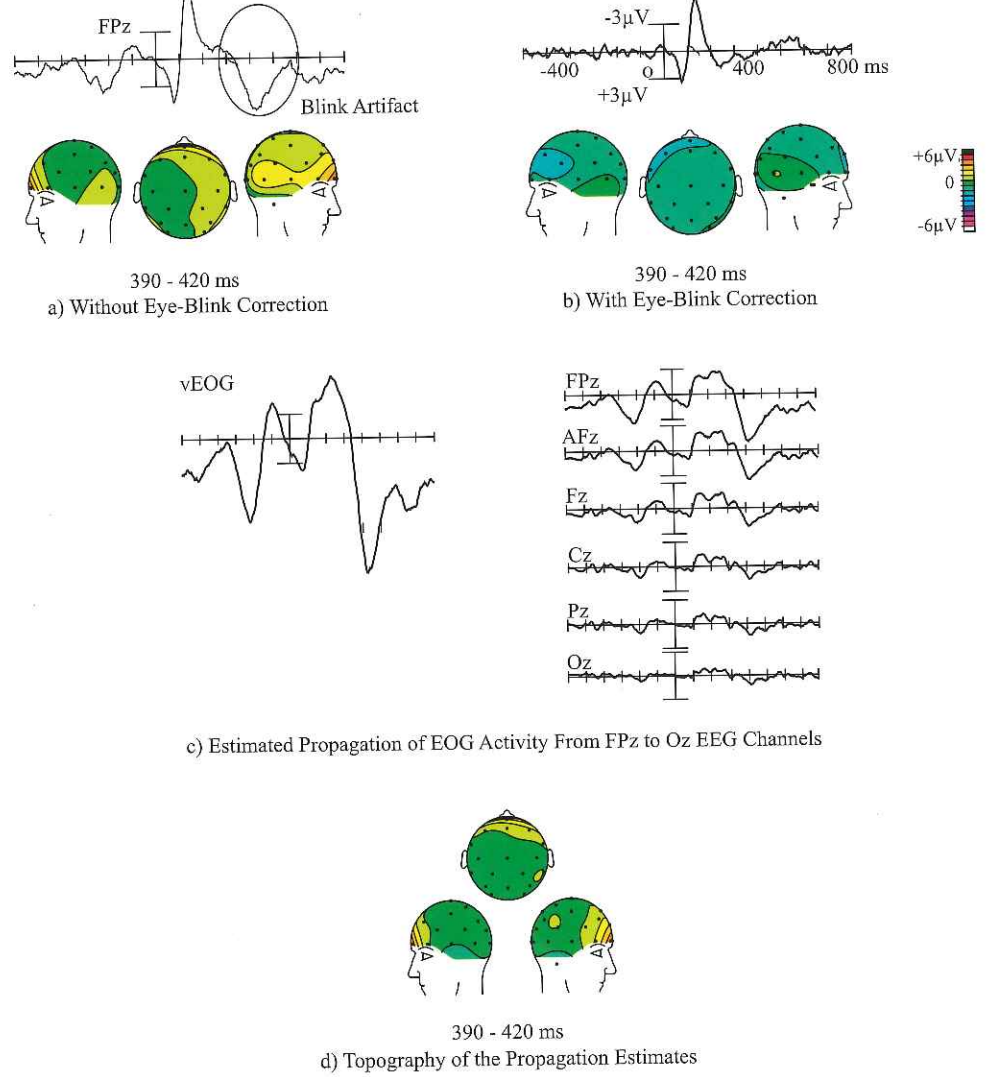 FPz
Blink Artifact
390 - 420 ms
a) Without Eye-Blink Correction
-3µV
-400
0
400
800 ms
+3µV
+6µV
0
-6µV
390 - 420 ms
b) With Eye-Blink Correction
vEOG
FPz
AFz
Fz
Cz
Pz
Oz
c) Estimated Propagation of EOG Activity From FPz to Oz EEG Channels
390 - 420 ms
d) Topography of the Propagation Estimates